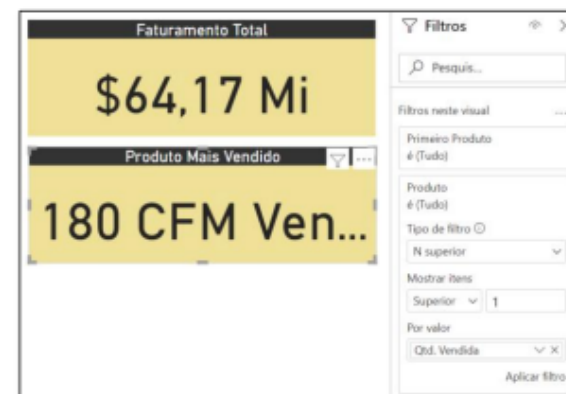 Faturamento Total
$64,17 Mi
Produto Mais Vendido
180 CFM Ven...
Filtros
Pesquis...
Filtros neste visual
Primeiro Produto
é (Tudo)
Produto
é (Tudo)
Tipo de filtro
N superior
Mostrar itens
Superior 1
Por valor
Qtd. Vendida
Aplicar filtro